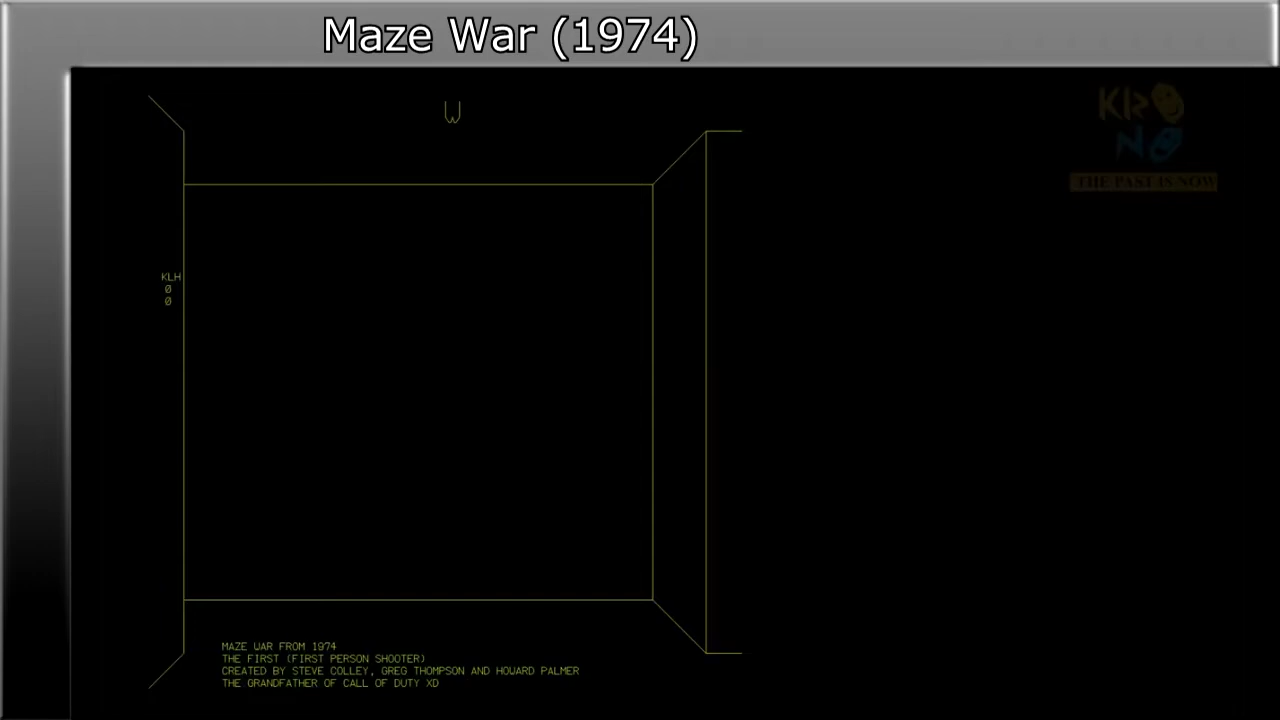 Maze War (1974)
W
KRONO
THE PAST IS NOW
KLH
0
0
MAZE WAR FROM 1974
THE FIRST (FIRST PERSON SHOOTER)
CREATED BY STEVE COLLEY, GREG THOMPSON AND HOWARD PALMER
THE GRANDFATHER OF CALL OF DUTY XD